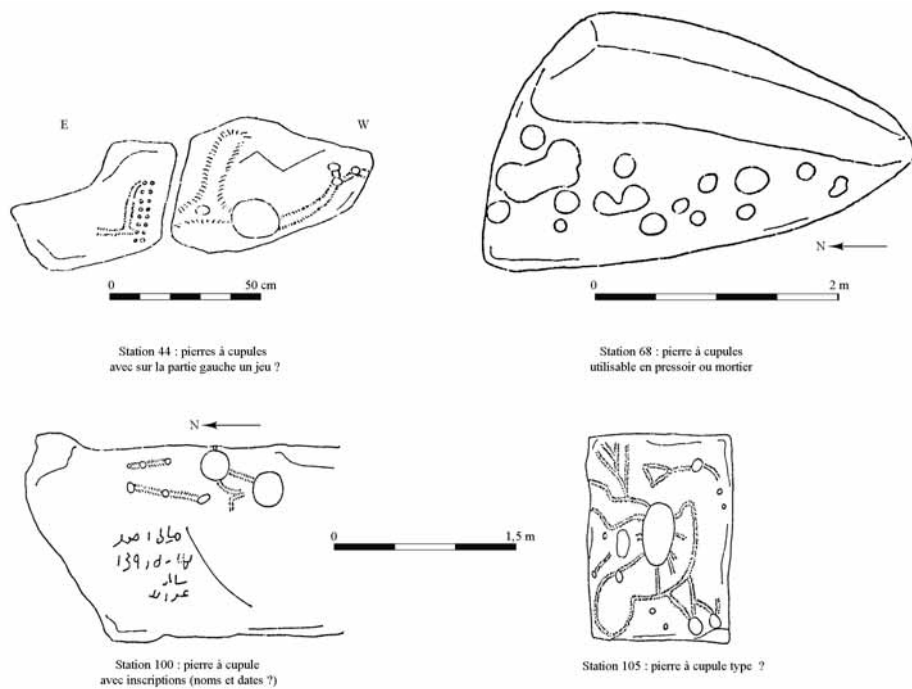 E
W
0 50 cm
Station 44 : pierres à cupules
avec sur la partie gauche un jeu ?
N
0 2 m
Station 68 : pierre à cupules
utilisable en pressoir ou mortier
N
0 1,5 m
Station 100 : pierre à cupule
avec inscriptions (noms et dates ?)
Station 105 : pierre à cupule type ?